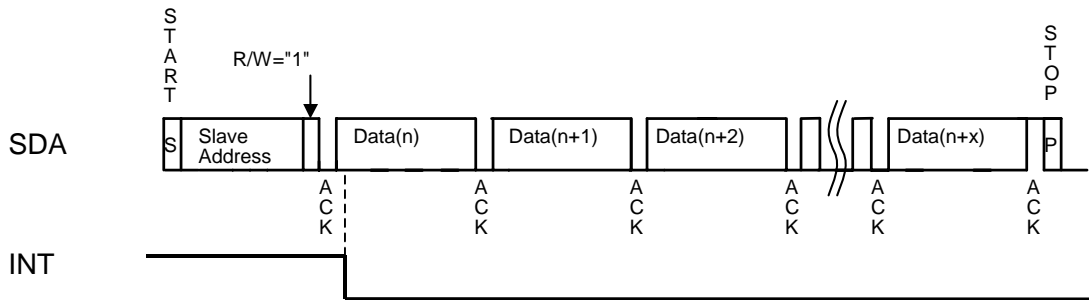 START
STOP
R/W="1"
SDA
S
Slave
Address
Data(n)
Data(n+1)
Data(n+2)
Data(n+x)
P
ACK
ACK
ACK
ACK
ACK
ACK
INT